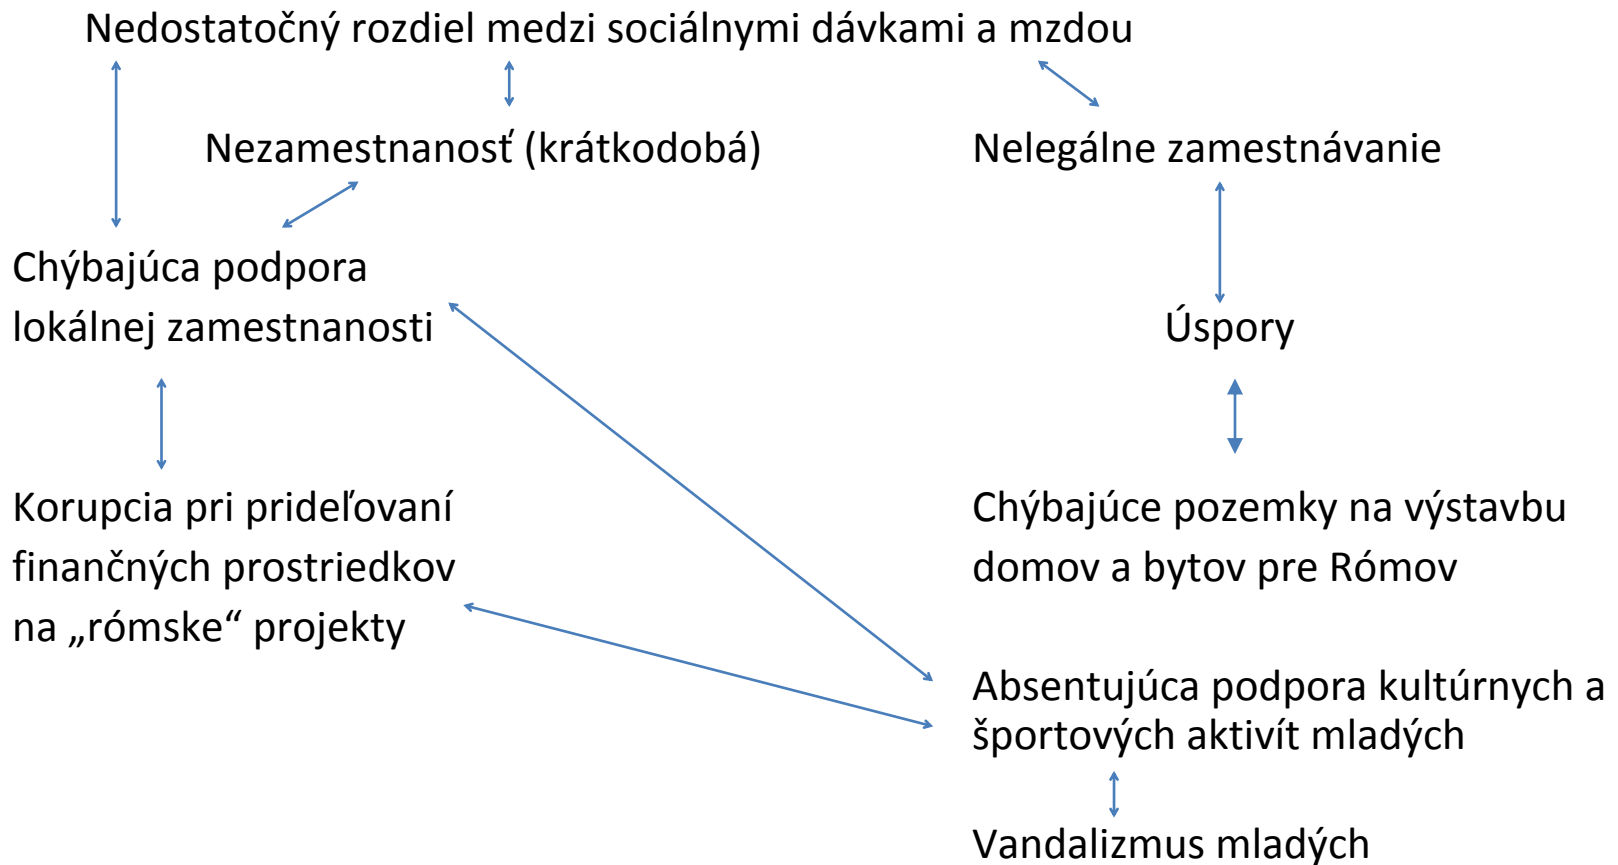 Nedostatočný rozdiel medzi sociálnymi dávkami a mzdou
Nezamestnanosť (krátkodobá)
Nelegálne zamestnávanie
Chýbajúca podpora
lokálnej zamestnanosti
Úspory
Korupcia pri prideľovaní
finančných prostriedkov
na „rómske“ projekty
Chýbajúce pozemky na výstavbu
domov a bytov pre Rómov
Absentujúca podpora kultúrnych a
športových aktivít mladých
Vandalizmus mladých